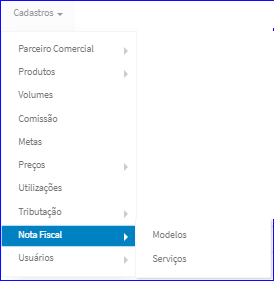 Cadastros
Parceiro Comercial
Produtos
Volumes
Comissão
Metas
Preços
Utilizações
Tributação
Nota Fiscal
Modelos
Serviços
Usuários